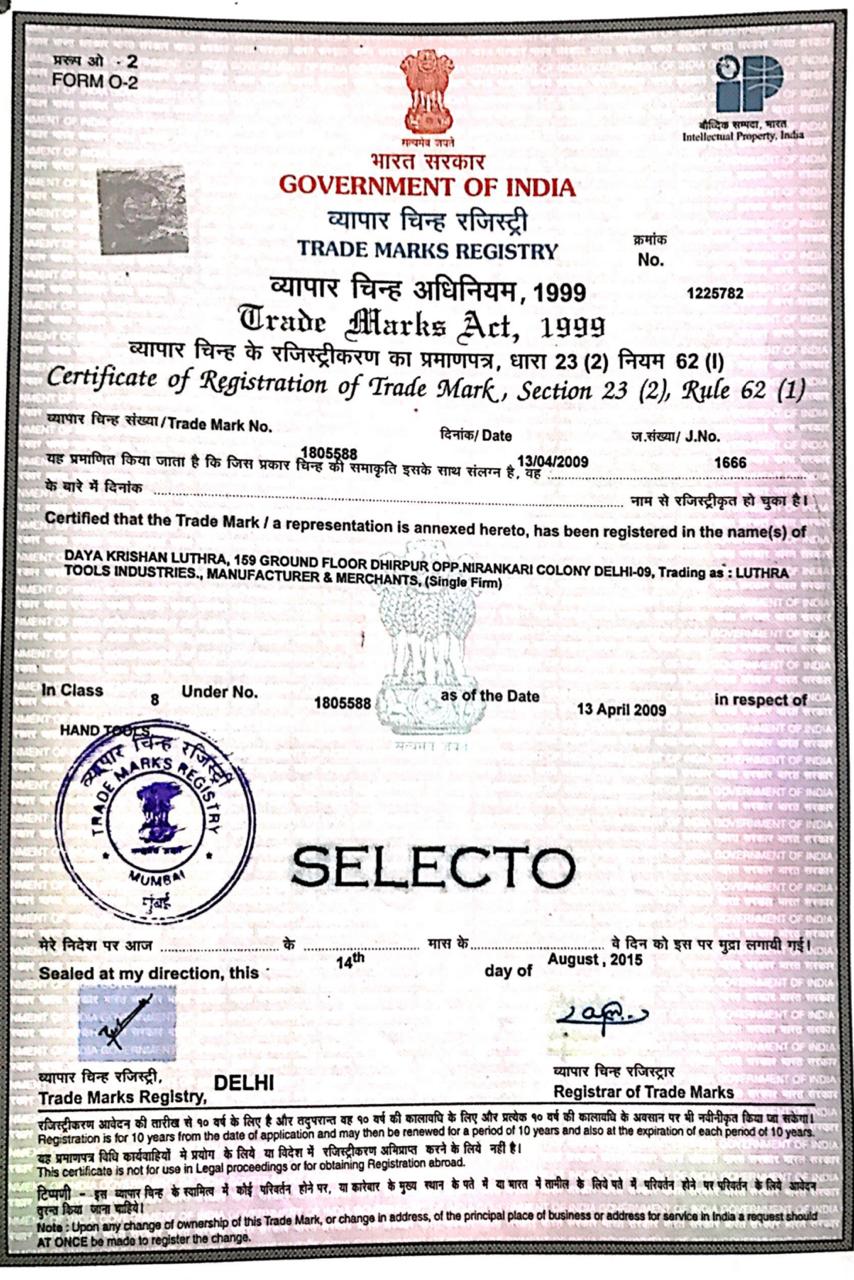 प्ररूप ओ - 2
FORM O-2
सत्यमेव जयते
बौध्दिक सम्पदा, भारत
Intellectual Property, India
भारत सरकार
GOVERNMENT OF INDIA
व्यापार चिन्ह रजिस्ट्री
TRADE MARKS REGISTRY
क्रमांक
No.
1225782
व्यापार चिन्ह अधिनियम, 1999
Trade Marks Act, 1999
व्यापार चिन्ह के रजिस्ट्रीकरण का प्रमाणपत्र, धारा 23 (2) नियम 62 (I)
Certificate of Registration of Trade Mark, Section 23 (2), Rule 62 (1)
व्यापार चिन्ह संख्या/Trade Mark No. दिनांक/ Date ज.संख्या/ J.No.
1805588 13/04/2009 1666
यह प्रमाणित किया जाता है कि जिस प्रकार चिन्ह की समाकृति इसके साथ संलग्न है, वह
के बारे में दिनांक नाम से रजिस्ट्रीकृत हो चुका है।
Certified that the Trade Mark / a representation is annexed hereto, has been registered in the name(s) of
DAYA KRISHAN LUTHRA, 159 GROUND FLOOR DHIRPUR OPP.NIRANKARI COLONY DELHI-09, Trading as : LUTHRA
TOOLS INDUSTRIES., MANUFACTURER & MERCHANTS, (Single Firm)
सत्यमेव जयते
In Class 8 Under No. 1805588 as of the Date 13 April 2009 in respect of
HAND TOOLS
व्यापार चिन्ह रजिस्ट्री
TRADE MARKS REGISTRY
MUMBAI
मुंबई
SELECTO
मेरे निदेश पर आज के मास के वे दिन को इस पर मुद्रा लगायी गई।
Sealed at my direction, this : 14th day of August, 2015
व्यापार चिन्ह रजिस्ट्री,
Trade Marks Registry, DELHI
व्यापार चिन्ह रजिस्ट्रार
Registrar of Trade Marks
रजिस्ट्रीकरण आवेदन की तारीख से १० वर्ष के लिए है और तदुपरान्त वह १० वर्ष की कालावधि के लिए और प्रत्येक १० वर्ष की कालावधि के अवसान पर भी नवीनीकृत किया जा सकेगा।
Registration is for 10 years from the date of application and may then be renewed for a period of 10 years and also at the expiration of each period of 10 years.
यह प्रमाणपत्र विधि कार्यवाहियों मे प्रयोग के लिये या विदेश में रजिस्ट्रीकरण अभिप्राप्त करने के लिये नही है।
This certificate is not for use in Legal proceedings or for obtaining Registration abroad.
टिप्पणी - इस व्यापार चिन्ह के स्वामित्व में कोई परिवर्तन होने पर, या कारबार के मुख्य स्थान के पते में या भारत में तामील के लिये पते में परिवर्तन होने पर परिवर्तन के लिये आवेदन
तुरन्त किया जाना चाहिये।
Note : Upon any change of ownership of this Trade Mark, or change in address, of the principal place of business or address for service in India a request should
AT ONCE be made to register the change.